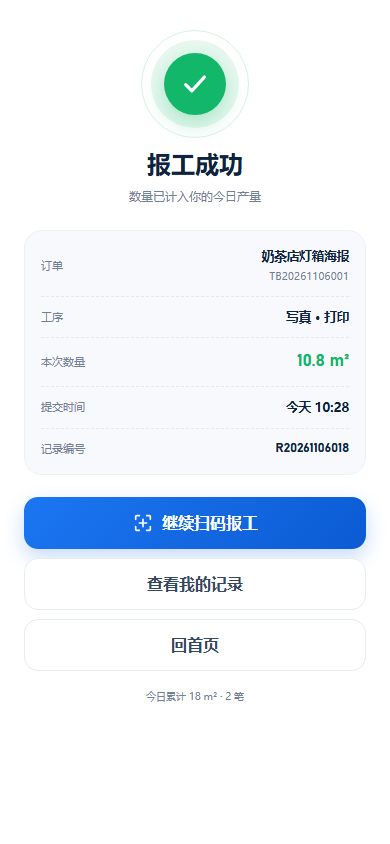 报工成功
数量已计入你的今日产量
订单
奶茶店灯箱海报
TB20261106001
工序
写真 • 打印
本次数量
10.8 m²
提交时间
今天 10:28
记录编号
R20261106018
继续扫码报工
查看我的记录
回首页
今日累计 18 m² · 2 笔